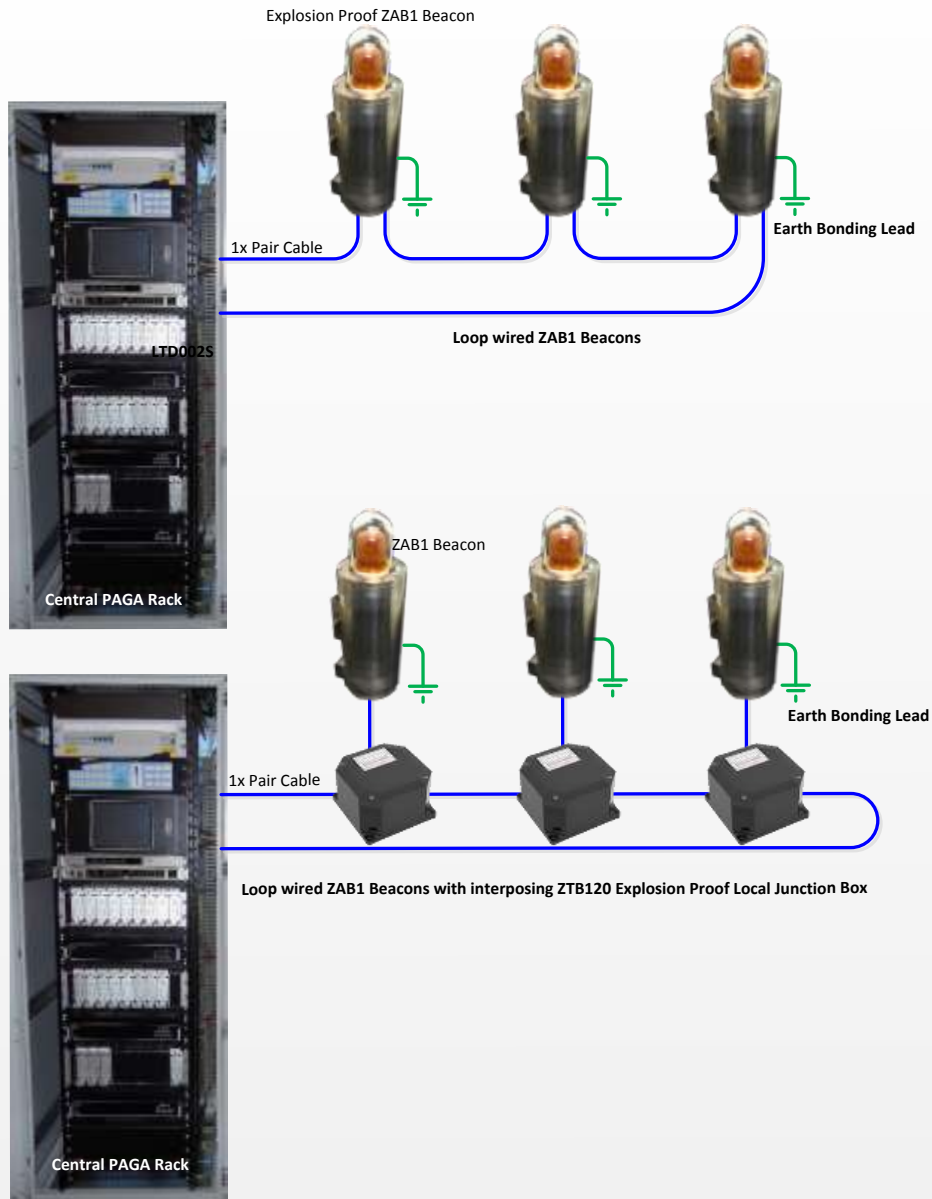 Explosion Proof ZAB1 Beacon
Earth Bonding Lead
1x Pair Cable
Loop wired ZAB1 Beacons
LTD002S
Central PAGA Rack
ZAB1 Beacon
Earth Bonding Lead
1x Pair Cable
Loop wired ZAB1 Beacons with interposing ZTB120 Explosion Proof Local Junction Box
Central PAGA Rack